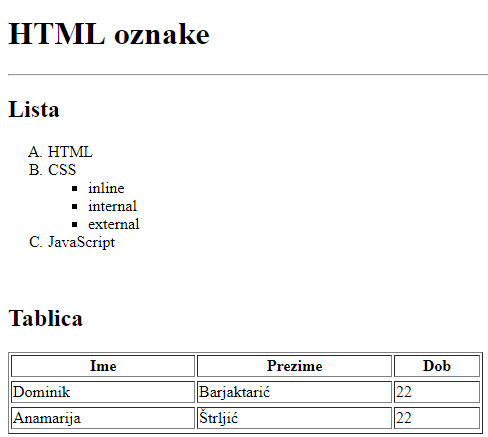 HTML oznake
Lista
A. HTML
B. CSS
inline
internal
external
C. JavaScript
Tablica
Ime Prezime Dob
Dominik Barjaktarić 22
Anamarija Štrljić 22